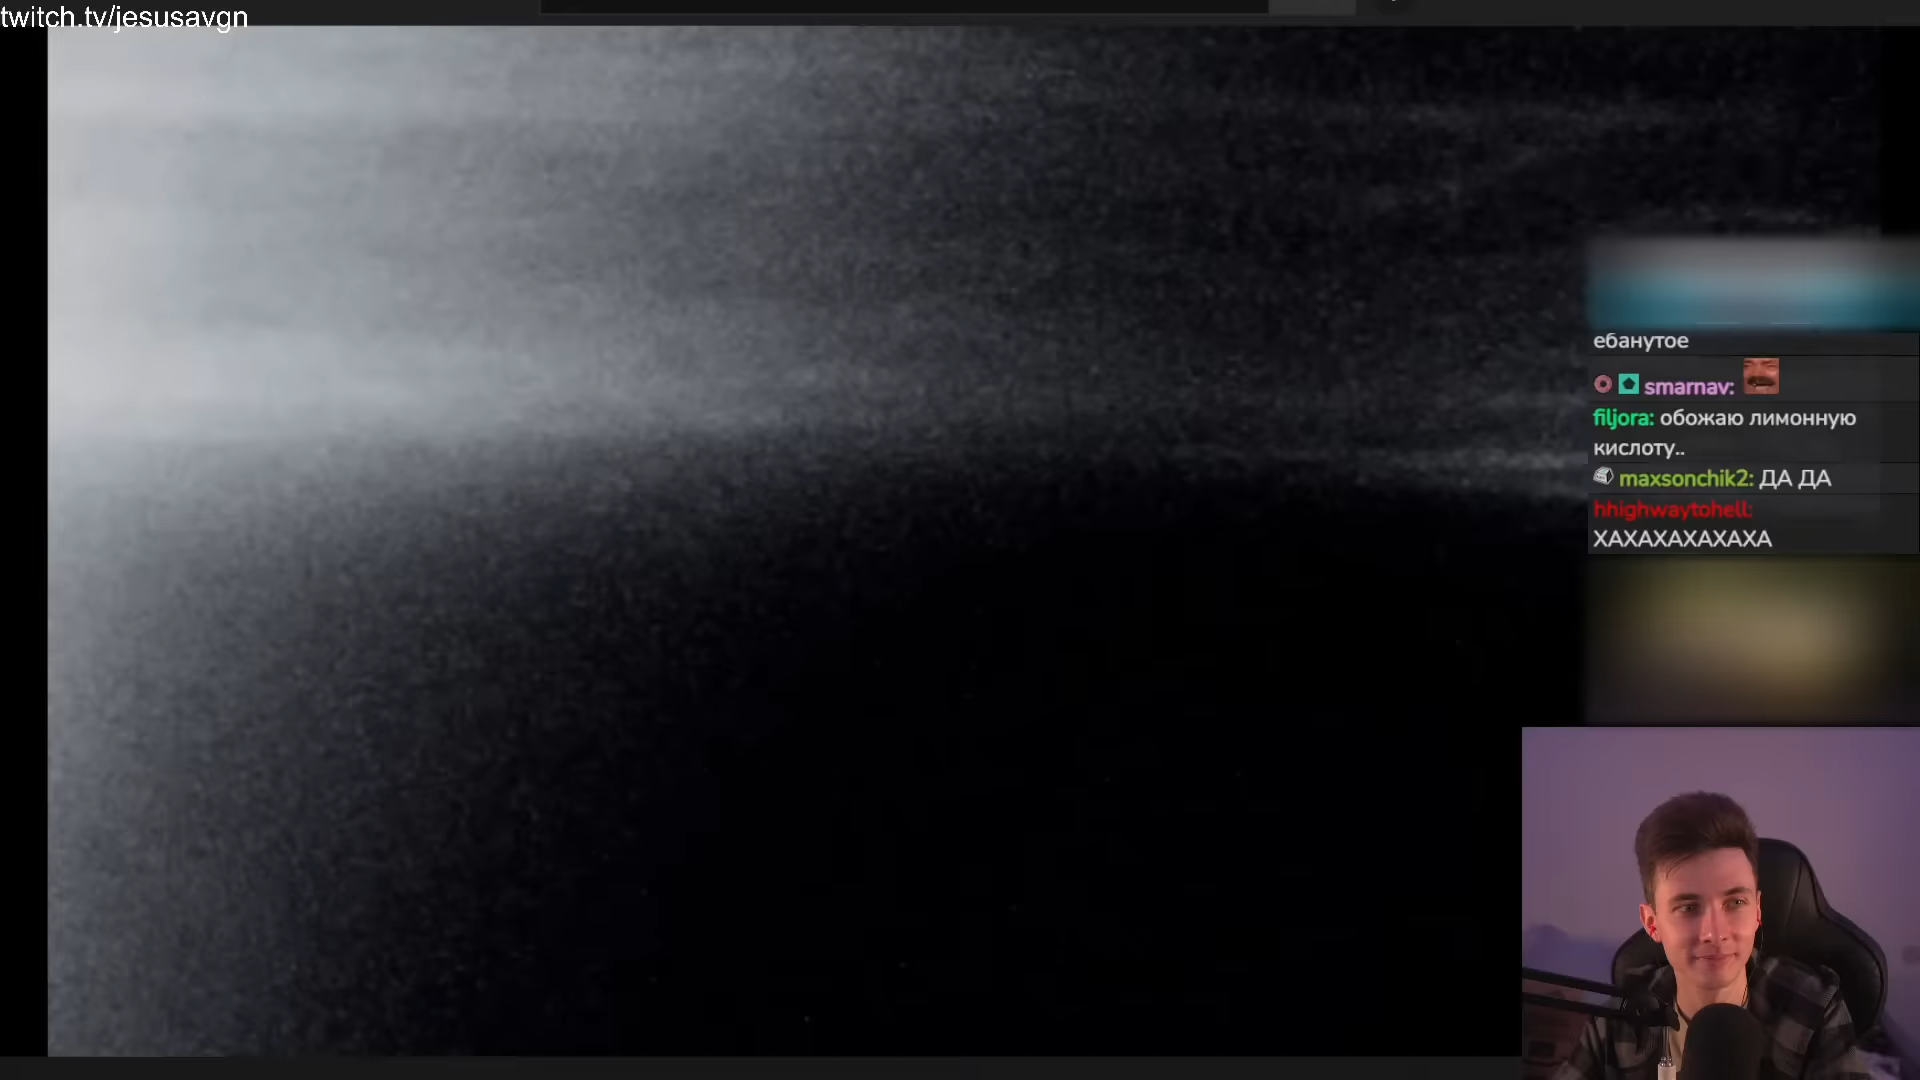 twitch.tv/jesusavgn
ебанутое
smarnav:
filjora: обожаю лимонную
кислоту..
maxsonchik2: ДА ДА
hhighwaytohell:
ХАХАХАХАХАХА